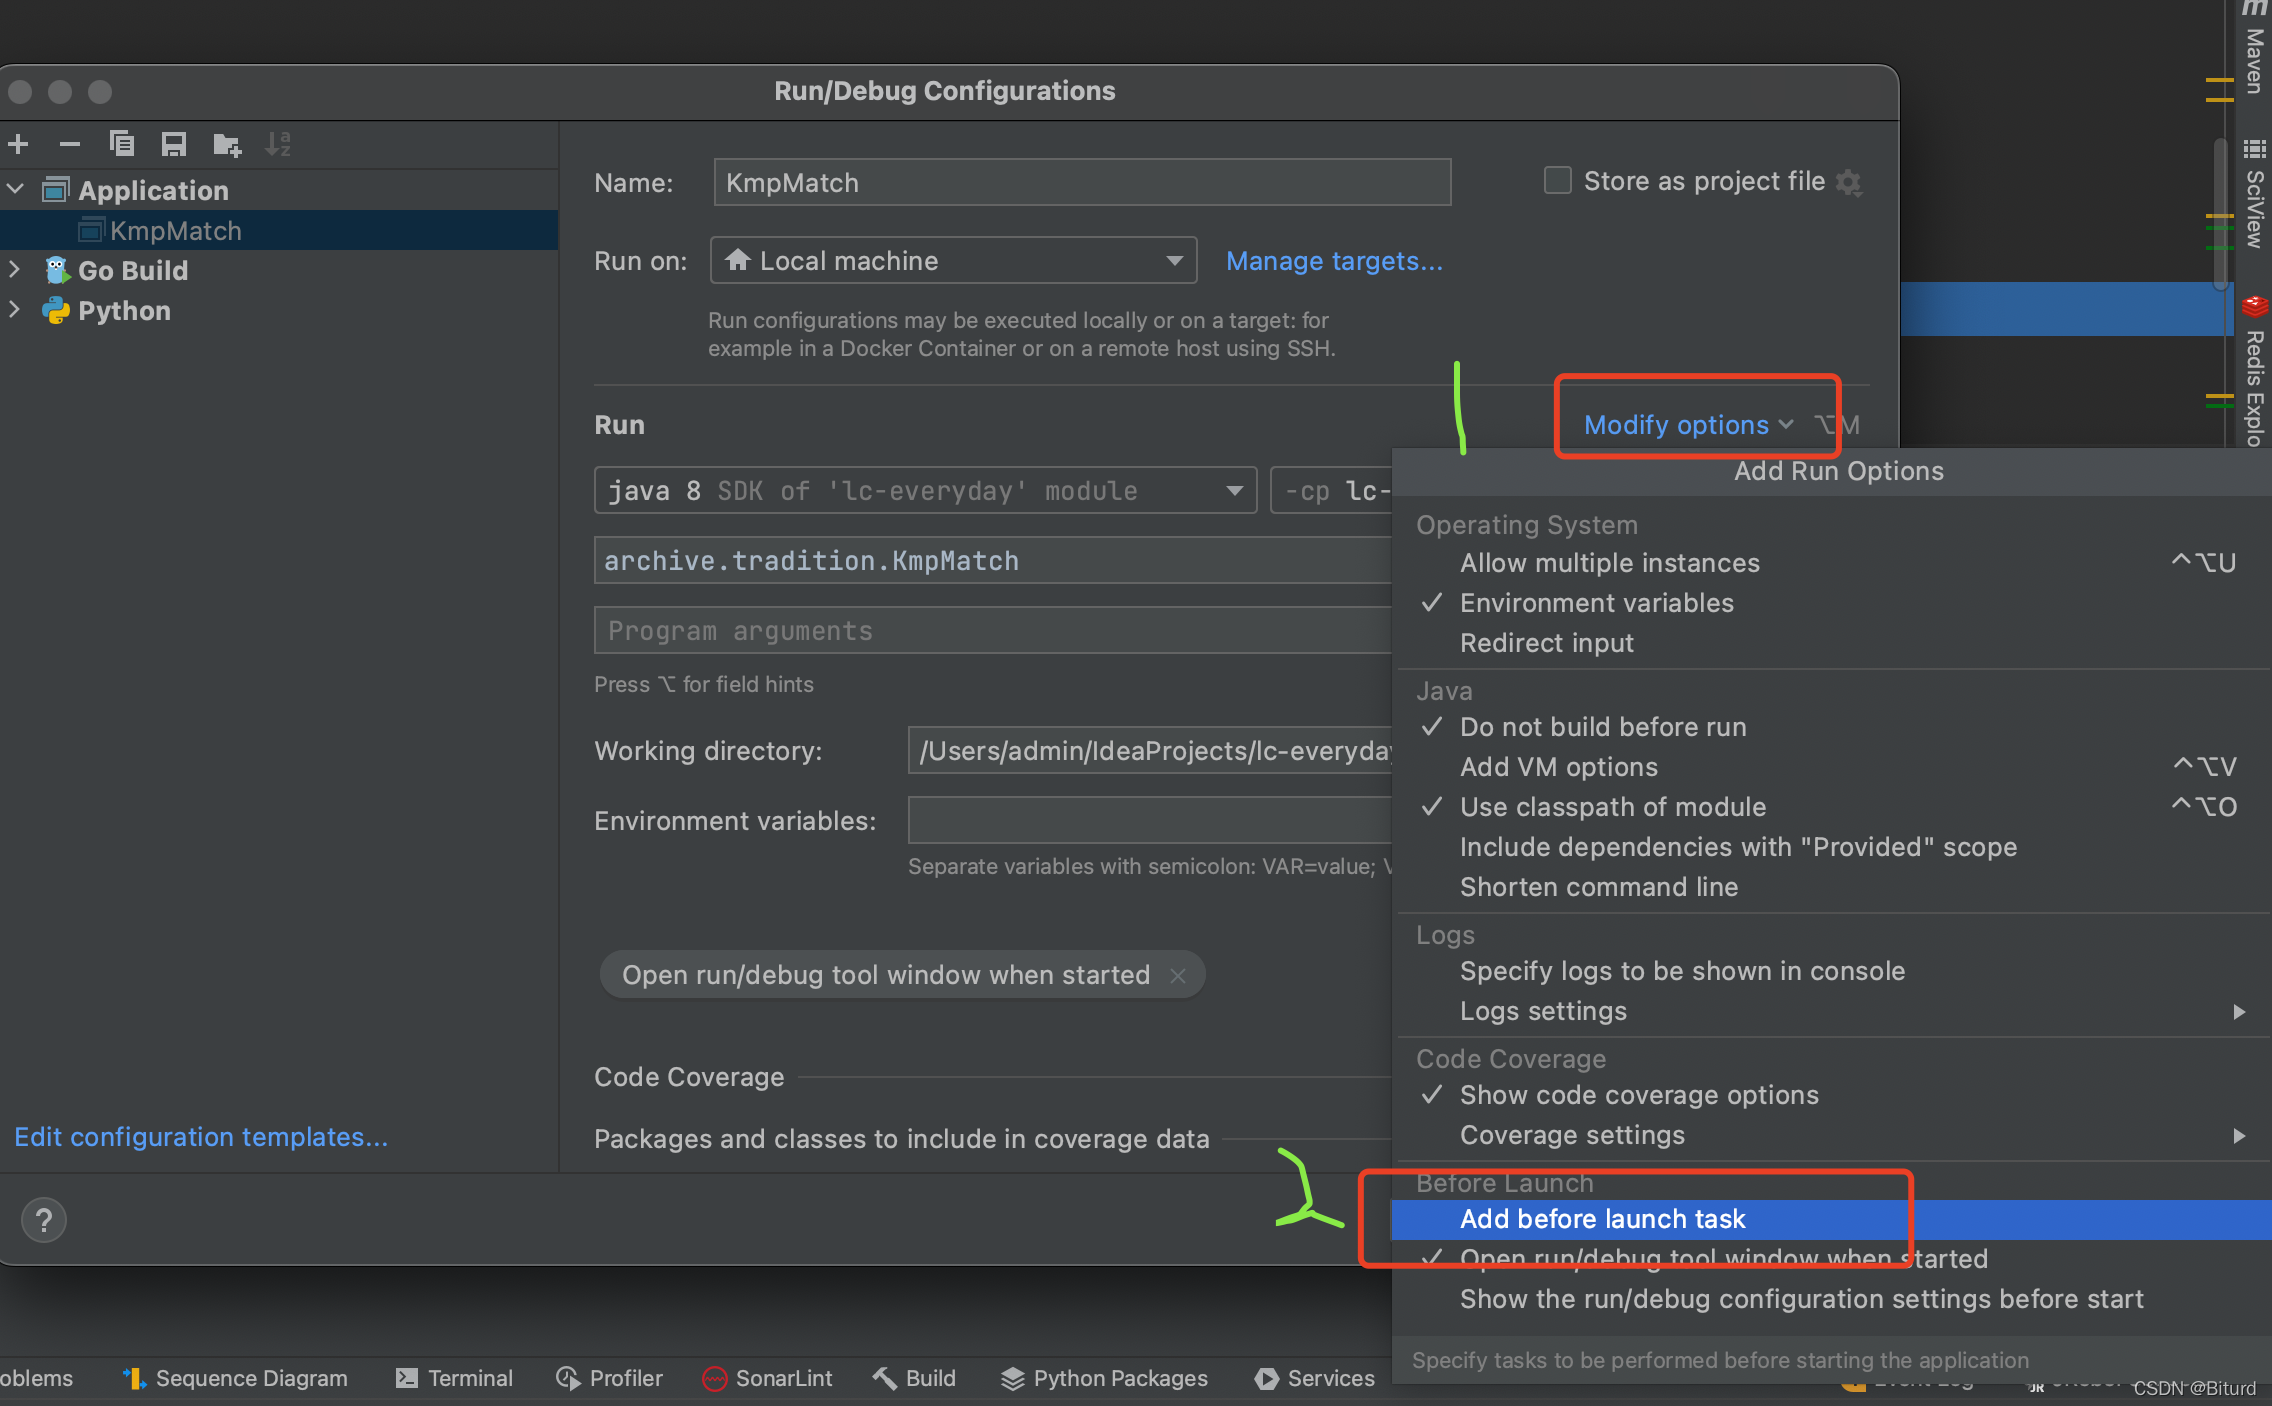 Run/Debug Configurations
Application
KmpMatch
Go Build
Python
Edit configuration templates...
?
Name:
KmpMatch
Store as project file
Run on:
Local machine
Manage targets...
Run configurations may be executed locally or on a target: for
example in a Docker Container or on a remote host using SSH.
Run
Modify options
⌥M
java 8 SDK of 'lc-everyday' module
-cp lc-
archive.tradition.KmpMatch
Program arguments
Press ⌥ for field hints
Working directory:
/Users/admin/IdeaProjects/lc-everyday
Environment variables:
Separate variables with semicolon: VAR=value; V
Open run/debug tool window when started
Code Coverage
Packages and classes to include in coverage data
Add Run Options
Operating System
Allow multiple instances ^⌥U
Environment variables
Redirect input
Java
Do not build before run
Add VM options ^⌥V
Use classpath of module ^⌥O
Include dependencies with "Provided" scope
Shorten command line
Logs
Specify logs to be shown in console
Logs settings
Code Coverage
Show code coverage options
Coverage settings
Before Launch
Add before launch task
Open run/debug tool window when started
Show the run/debug configuration settings before start
Specify tasks to be performed before starting the application
1
2
m Maven
SciView
Redis Explo
oblems
Sequence Diagram
Terminal
Profiler
SonarLint
Build
Python Packages
Services
Event Log
CSDN @Biturd